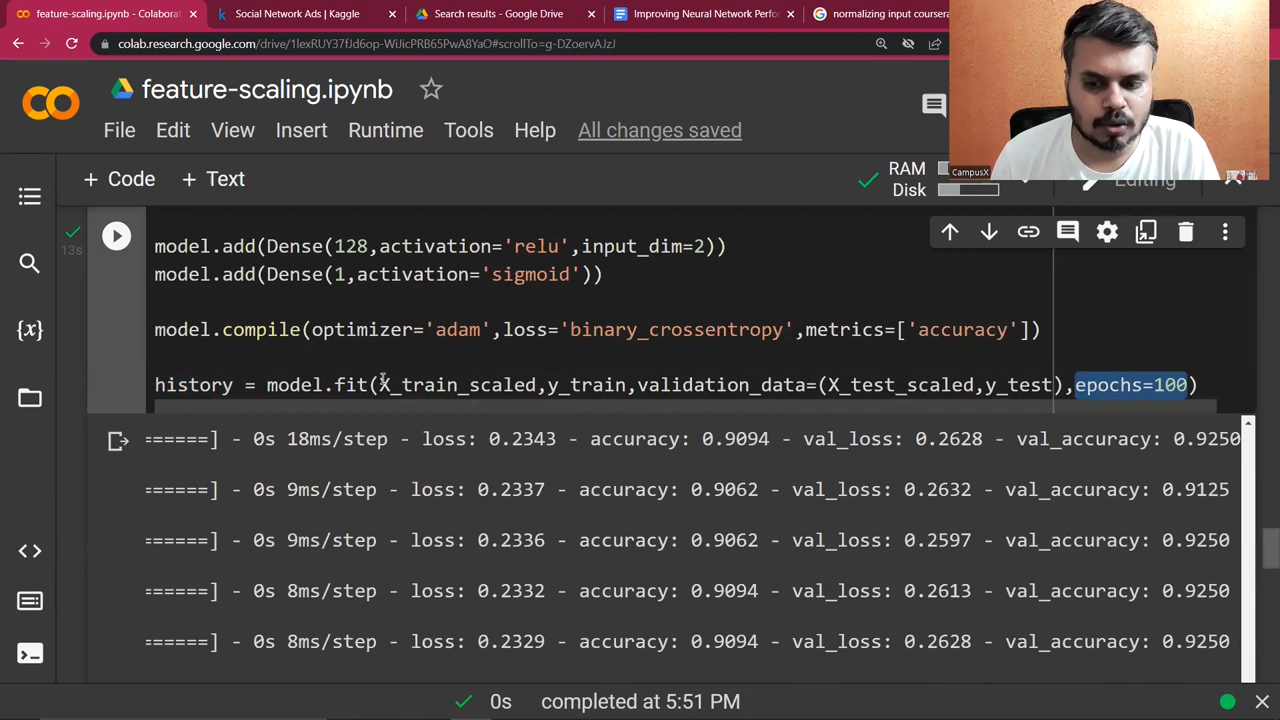 feature-scaling.ipynb - Colaborat
Social Network Ads | Kaggle
Search results - Google Drive
Improving Neural Network Perfo
normalizing input coursera
colab.research.google.com/drive/1lexRUY37fJd6op-WiJicPRB65PwA8YaO#scrollTo=g-DZoervAJzJ
feature-scaling.ipynb
File Edit View Insert Runtime Tools Help All changes saved
+ Code + Text
RAM
Disk
Editing
CampusX
13s
model.add(Dense(128,activation='relu',input_dim=2))
model.add(Dense(1,activation='sigmoid'))
model.compile(optimizer='adam',loss='binary_crossentropy',metrics=['accuracy'])
history = model.fit(X_train_scaled,y_train,validation_data=(X_test_scaled,y_test),epochs=100)
======] - 0s 18ms/step - loss: 0.2343 - accuracy: 0.9094 - val_loss: 0.2628 - val_accuracy: 0.9250
======] - 0s 9ms/step - loss: 0.2337 - accuracy: 0.9062 - val_loss: 0.2632 - val_accuracy: 0.9125
======] - 0s 9ms/step - loss: 0.2336 - accuracy: 0.9062 - val_loss: 0.2597 - val_accuracy: 0.9250
======] - 0s 8ms/step - loss: 0.2332 - accuracy: 0.9094 - val_loss: 0.2613 - val_accuracy: 0.9250
======] - 0s 8ms/step - loss: 0.2329 - accuracy: 0.9094 - val_loss: 0.2628 - val_accuracy: 0.9250
0s completed at 5:51 PM